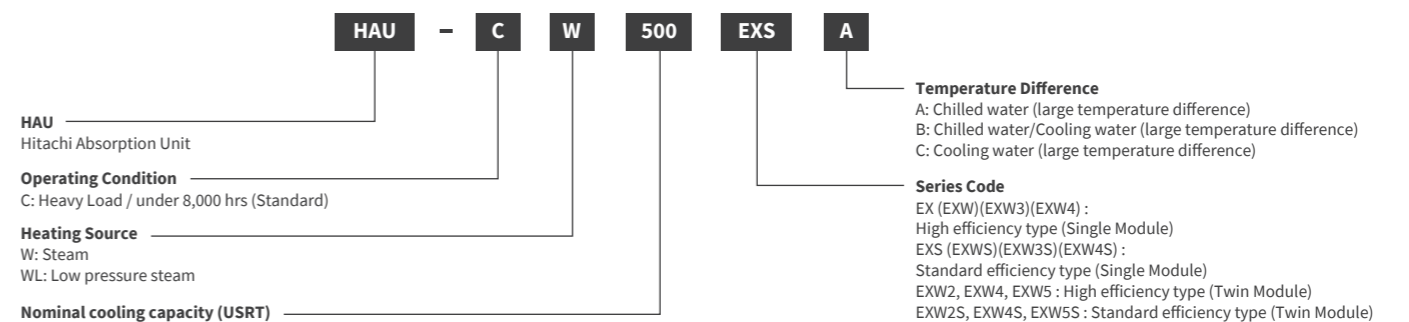 HAU – C W 500 EXS A
HAU
Hitachi Absorption Unit
Operating Condition
C: Heavy Load / under 8,000 hrs (Standard)
Heating Source
W: Steam
WL: Low pressure steam
Nominal cooling capacity (USRT)
Temperature Difference
A: Chilled water (large temperature difference)
B: Chilled water/Cooling water (large temperature difference)
C: Cooling water (large temperature difference)
Series Code
EX (EXW)(EXW3)(EXW4) :
High efficiency type (Single Module)
EXS (EXWS)(EXW3S)(EXW4S) :
Standard efficiency type (Single Module)
EXW2, EXW4, EXW5 : High efficiency type (Twin Module)
EXW2S, EXW4S, EXW5S : Standard efficiency type (Twin Module)